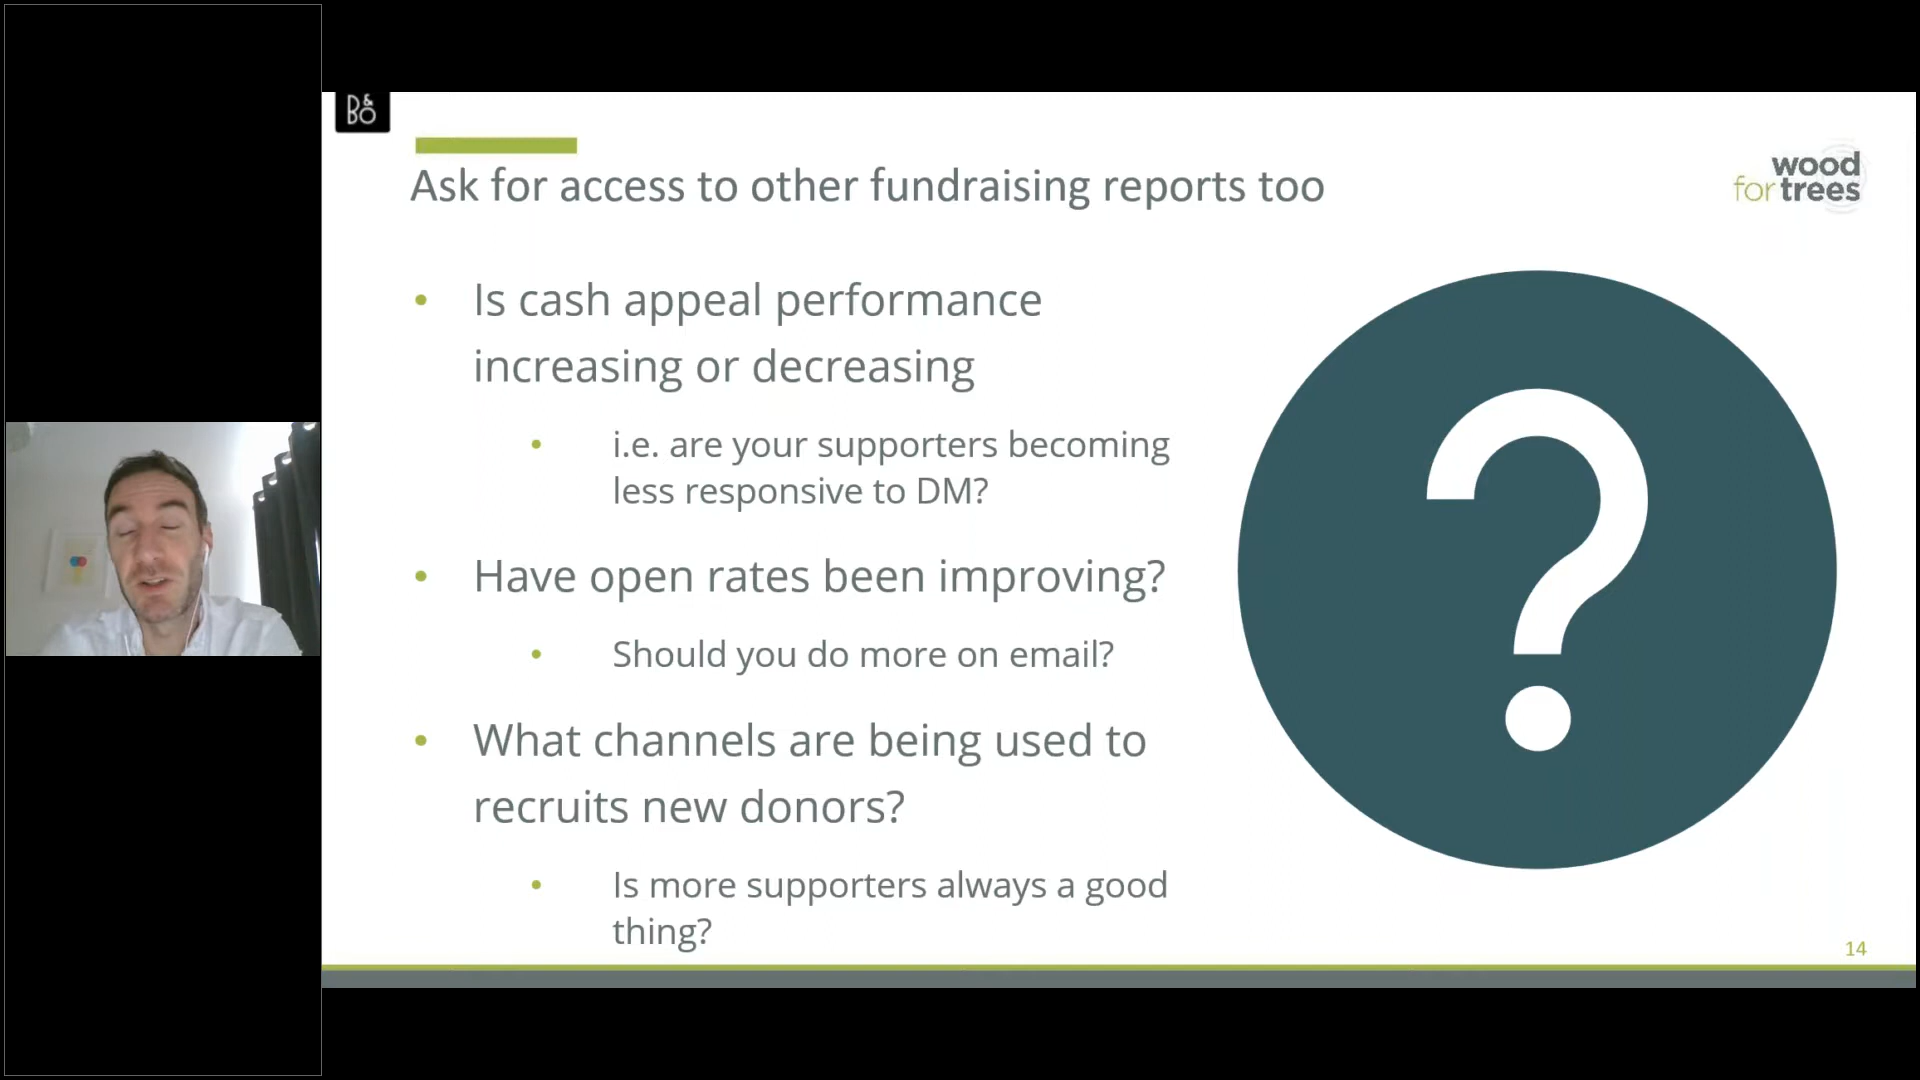 B&O
Ask for access to other fundraising reports too
wood
for trees
• Is cash appeal performance
increasing or decreasing
• i.e. are your supporters becoming
less responsive to DM?
• Have open rates been improving?
• Should you do more on email?
• What channels are being used to
recruits new donors?
• Is more supporters always a good
thing?
?
14